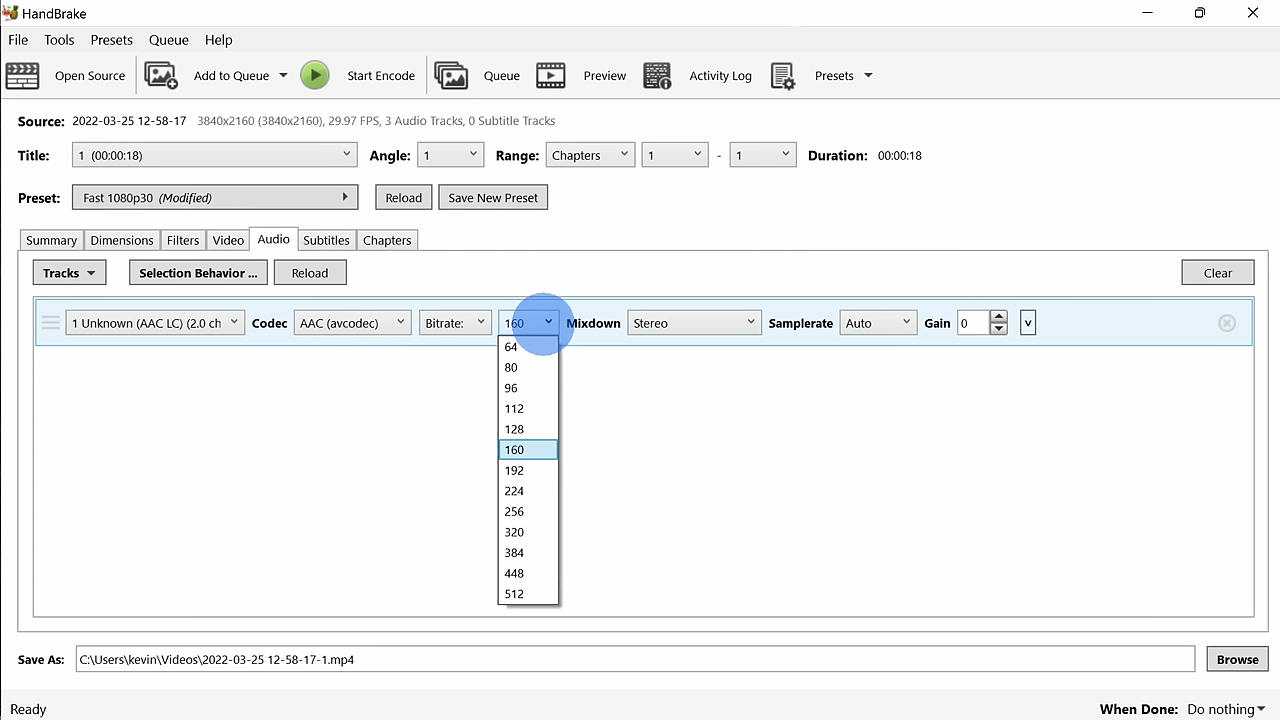 HandBrake
File Tools Presets Queue Help
Open Source Add to Queue Start Encode Queue Preview Activity Log Presets
Source: 2022-03-25 12-58-17 3840x2160 (3840x2160), 29.97 FPS, 3 Audio Tracks, 0 Subtitle Tracks
Title: 1 (00:00:18) Angle: 1 Range: Chapters 1 - 1 Duration: 00:00:18
Preset: Fast 1080p30 (Modified) Reload Save New Preset
Summary Dimensions Filters Video Audio Subtitles Chapters
Tracks Selection Behavior ... Reload Clear
1 Unknown (AAC LC) (2.0 ch Codec AAC (avcodec) Bitrate: 160 Mixdown Stereo Samplerate Auto Gain 0 v
64
80
96
112
128
160
192
224
256
320
384
448
512
Save As: C:\Users\kevin\Videos\2022-03-25 12-58-17-1.mp4 Browse
Ready When Done: Do nothing